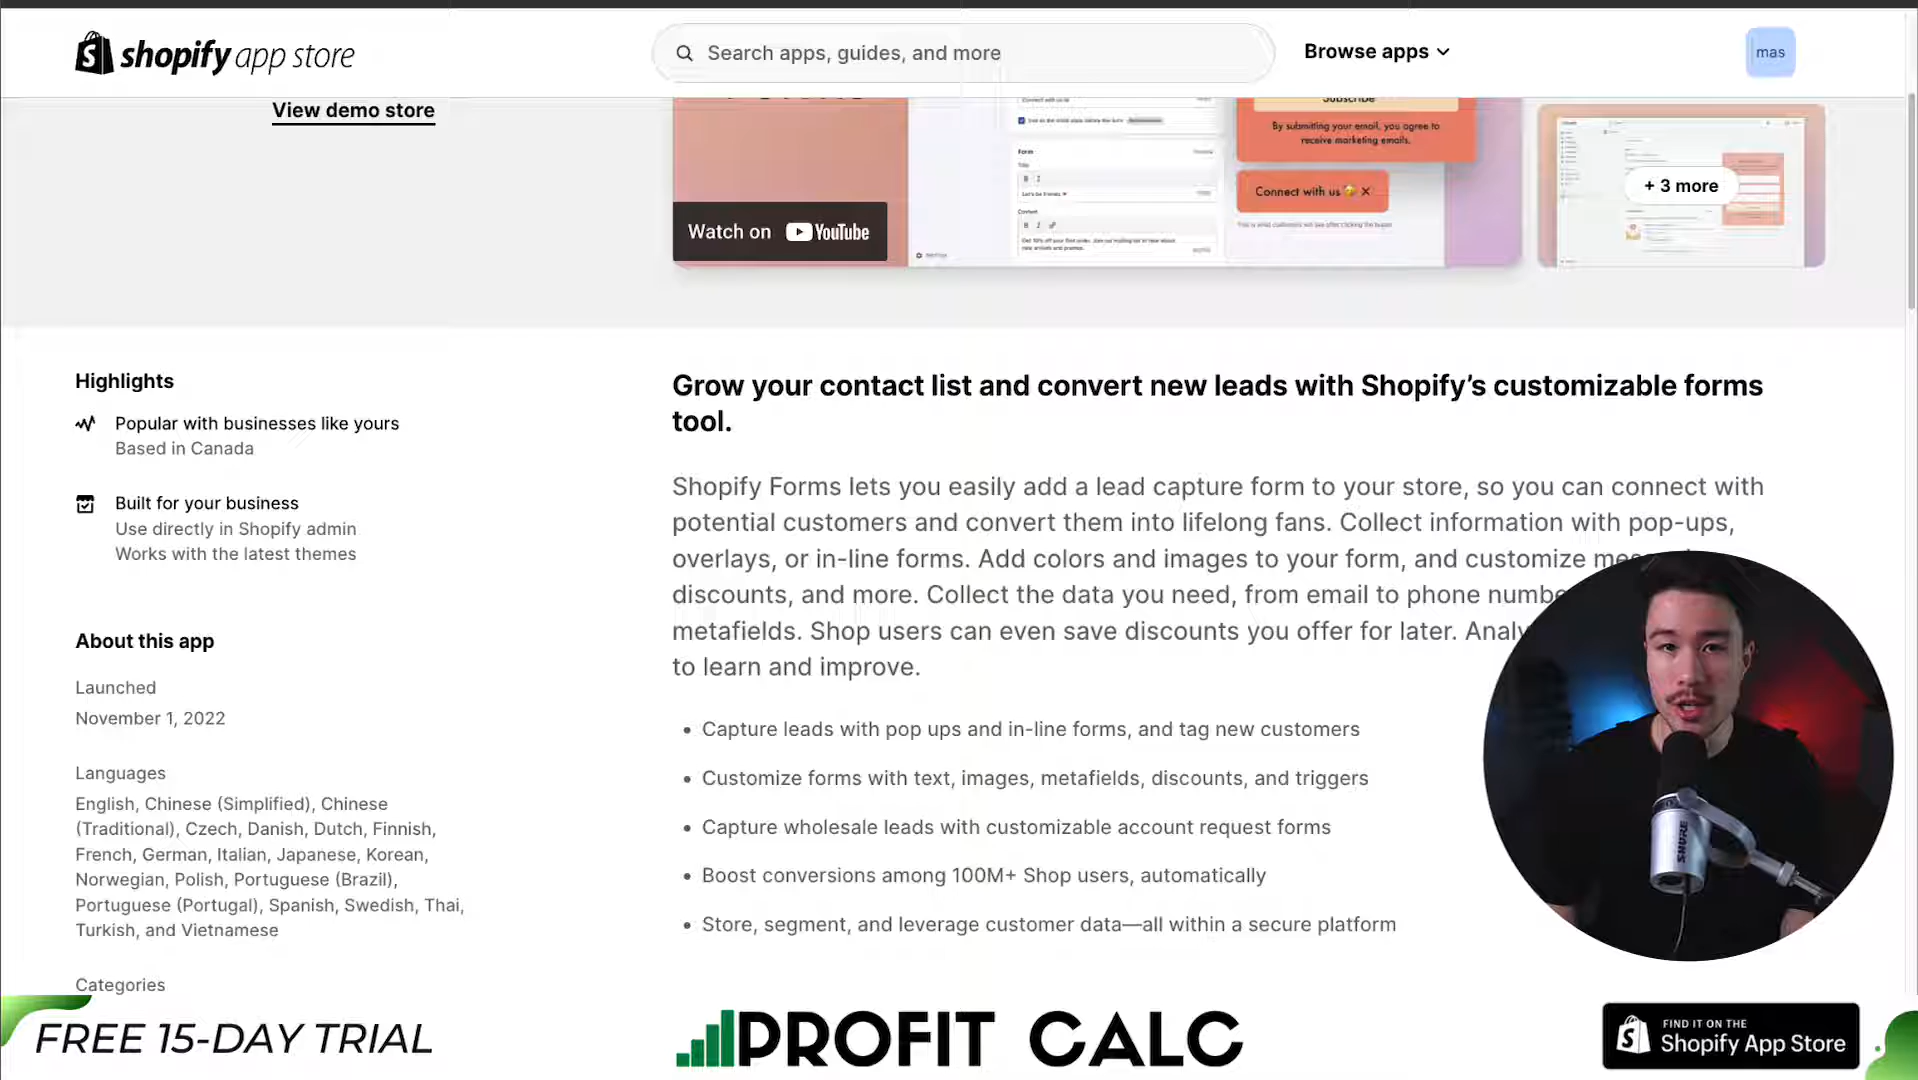 shopify app store
Search apps, guides, and more
Browse apps
mas
View demo store
Watch on YouTube
Form
Title
Content
Subscribe
By submitting your email, you agree to
receive marketing emails.
Connect with us
+ 3 more
Highlights
Popular with businesses like yours
Based in Canada
Built for your business
Use directly in Shopify admin
Works with the latest themes
About this app
Launched
November 1, 2022
Languages
English, Chinese (Simplified), Chinese
(Traditional), Czech, Danish, Dutch, Finnish,
French, German, Italian, Japanese, Korean,
Norwegian, Polish, Portuguese (Brazil),
Portuguese (Portugal), Spanish, Swedish, Thai,
Turkish, and Vietnamese
Categories
Grow your contact list and convert new leads with Shopify’s customizable forms
tool.
Shopify Forms lets you easily add a lead capture form to your store, so you can connect with
potential customers and convert them into lifelong fans. Collect information with pop-ups,
overlays, or in-line forms. Add colors and images to your form, and customize
discounts, and more. Collect the data you need, from email to phone
metafields. Shop users can even save discounts you offer for later.
to learn and improve.
• Capture leads with pop ups and in-line forms, and tag new customers
• Customize forms with text, images, metafields, discounts, and triggers
• Capture wholesale leads with customizable account request forms
• Boost conversions among 100M+ Shop users, automatically
• Store, segment, and leverage customer data—all within a secure platform
SHURE
FREE 15-DAY TRIAL
PROFIT CALC
FIND IT ON THE
Shopify App Store